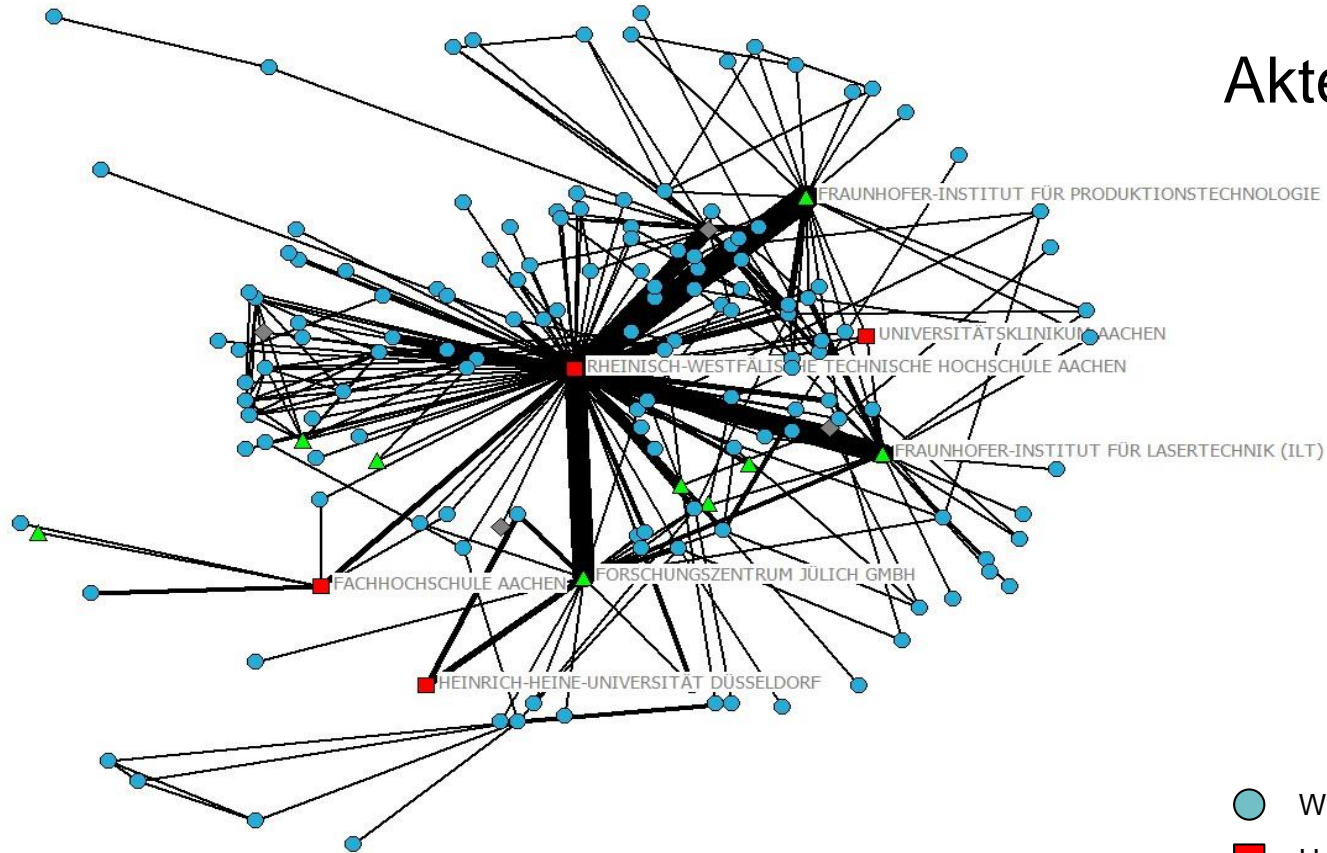 Akte
FRAUNHOFER-INSTITUT FÜR PRODUKTIONSTECHNOLOGIE
UNIVERSITÄTSKLINIKUM AACHEN
RHEINISCH-WESTFÄLISCHE TECHNISCHE HOCHSCHULE AACHEN
FRAUNHOFER-INSTITUT FÜR LASERTECHNIK (ILT)
FORSCHUNGSZENTRUM JÜLICH GMBH
FACHHOCHSCHULE AACHEN
HEINRICH-HEINE-UNIVERSITÄT DÜSSELDORF
W